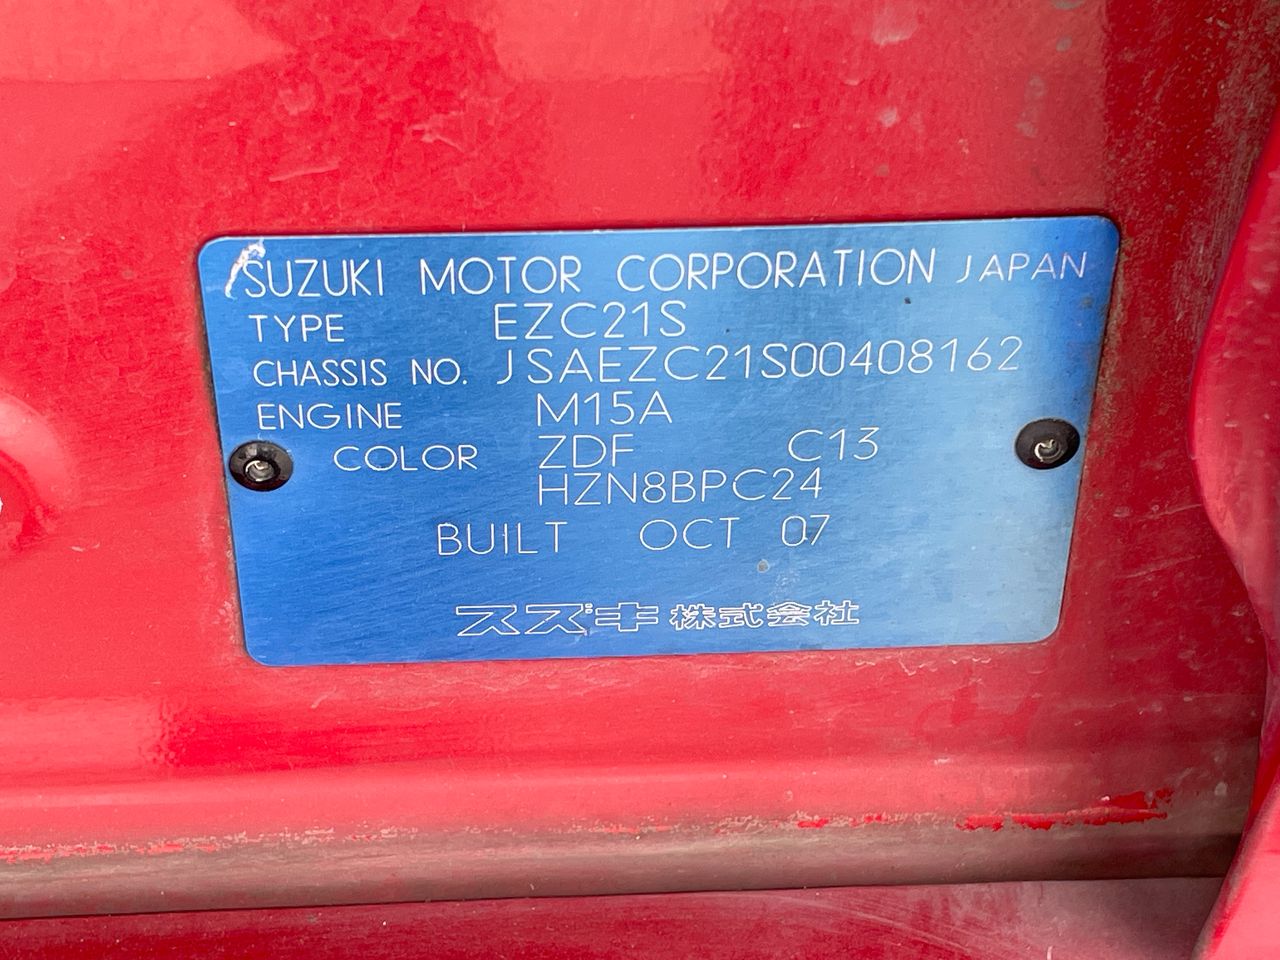 SUZUKI MOTOR CORPORATION JAPAN
TYPE EZC21S
CHASSIS NO. JSAEZC21S00408162
ENGINE M15A
COLOR ZDF C13
HZN8BPC24
BUILT OCT 07
スズキ株式会社